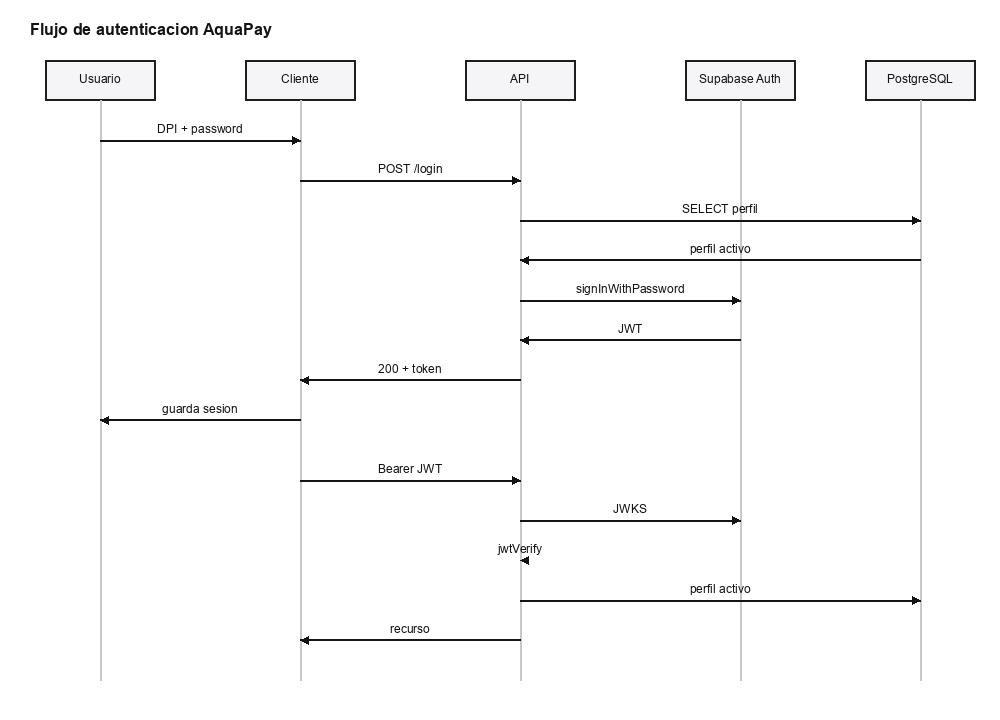 Flujo de autenticacion AquaPay
Usuario
Cliente
API
Supabase Auth
PostgreSQL
DPI + password
POST /login
SELECT perfil
perfil activo
signInWithPassword
JWT
200 + token
guarda sesion
Bearer JWT
JWKS
jwtVerify
perfil activo
recurso